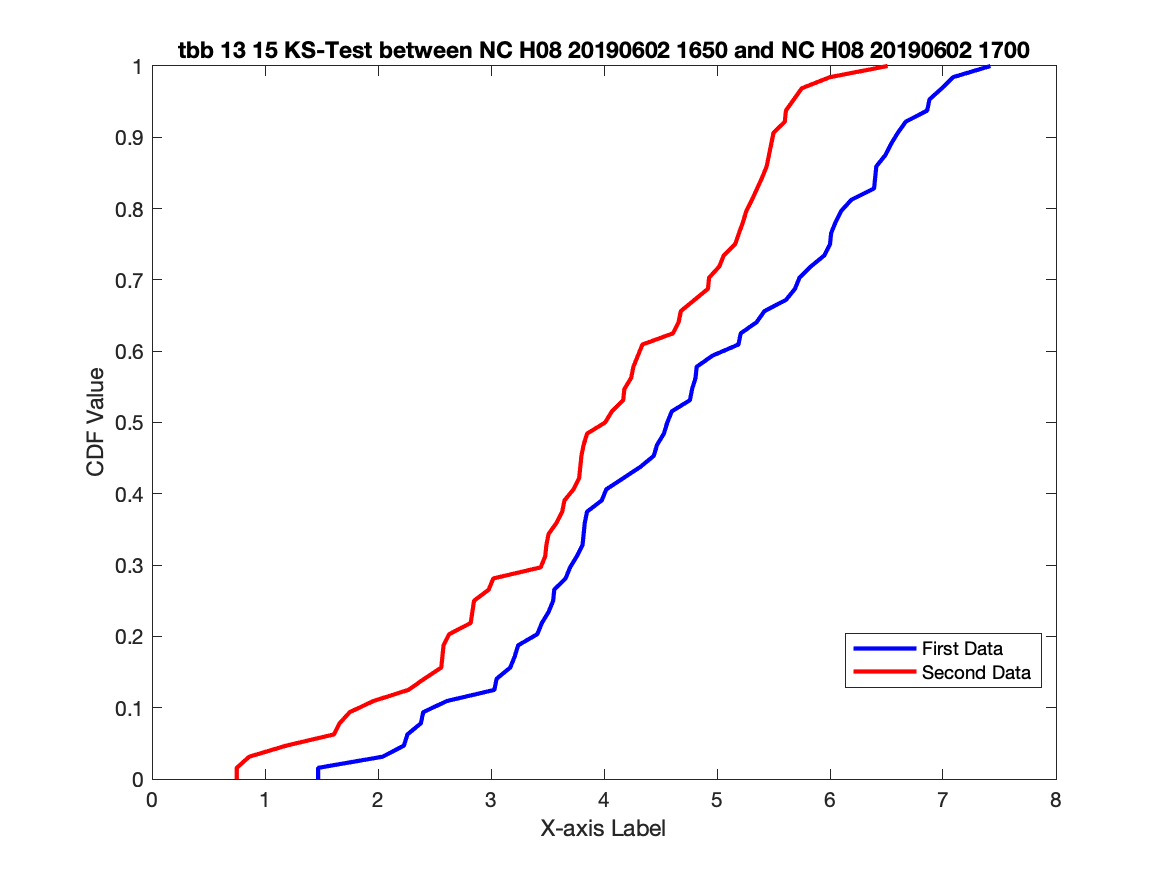 tbb 13 15 KS-Test between NC H08 20190602 1650 and NC H08 20190602 1700
1
0.9
0.8
0.7
0.6
0.5
0.4
0.3
0.2
0.1
0
CDF Value
First Data
Second Data
0 1 2 3 4 5 6 7 8
X-axis Label